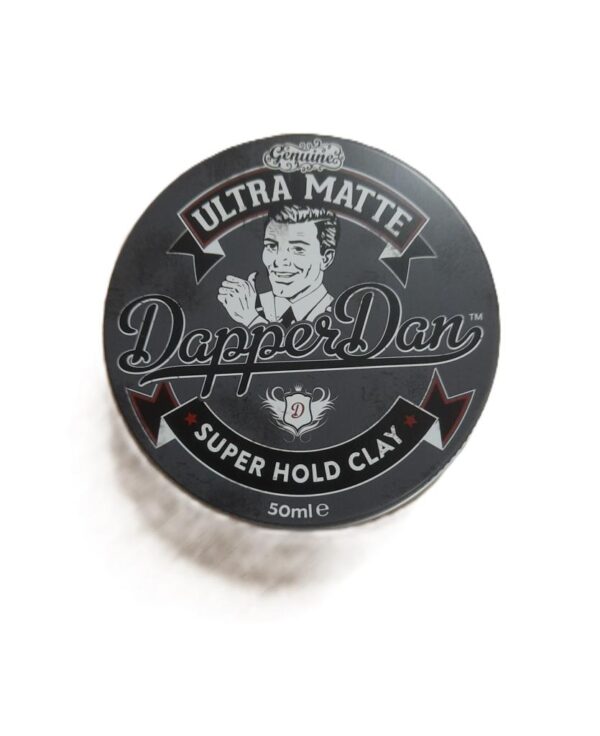 Genuine
ULTRA MATTE
Dapper Dan™
D
SUPER HOLD CLAY
50ml e